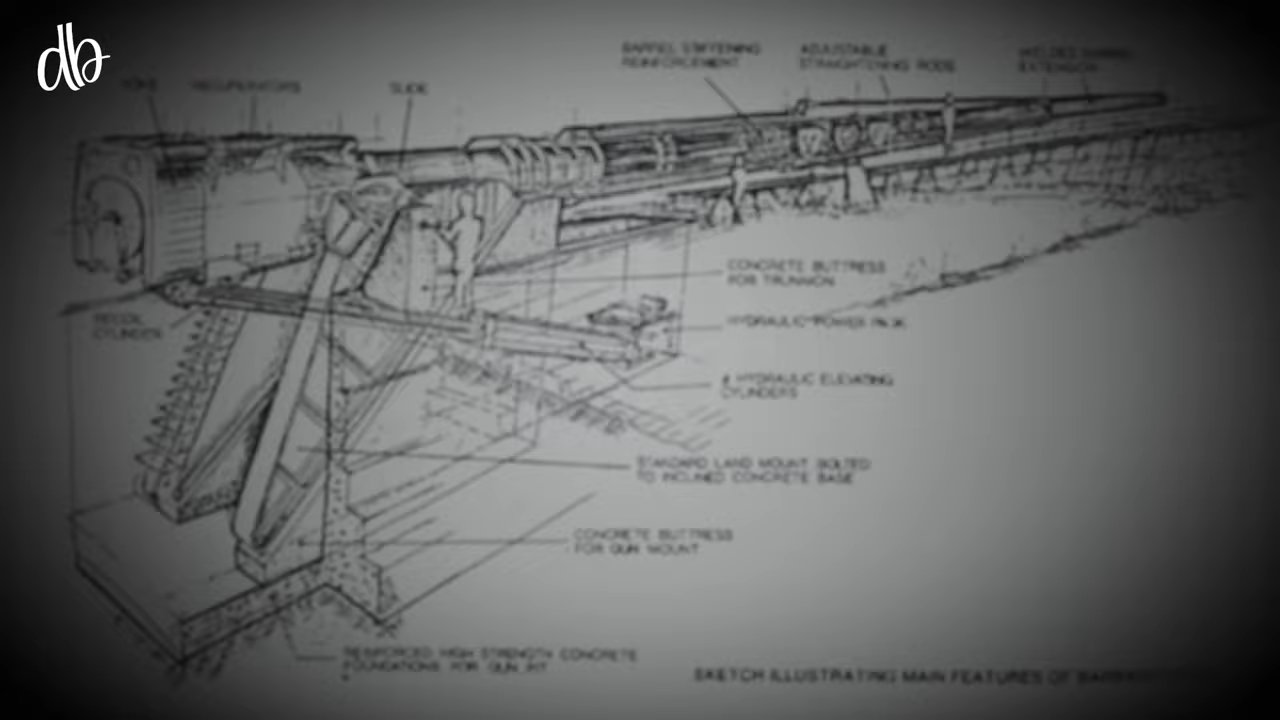 db
BARREL STIFFENING
REINFORCEMENT
ADJUSTABLE
STRAIGHTENING RODS
WELDED BARREL
EXTENSION
YOKE
RECUPERATORS
SLIDE
CONCRETE BUTTRESS
FOR TRUNNION
HYDRAULIC POWER PACK
RECOIL
CYLINDER
4 HYDRAULIC ELEVATING
CYLINDERS
STANDARD LAND MOUNT BOLTED
TO INCLINED CONCRETE BASE
CONCRETE BUTTRESS
FOR GUN MOUNT
REINFORCED HIGH STRENGTH CONCRETE
FOUNDATIONS FOR GUN PIT
SKETCH ILLUSTRATING MAIN FEATURES OF